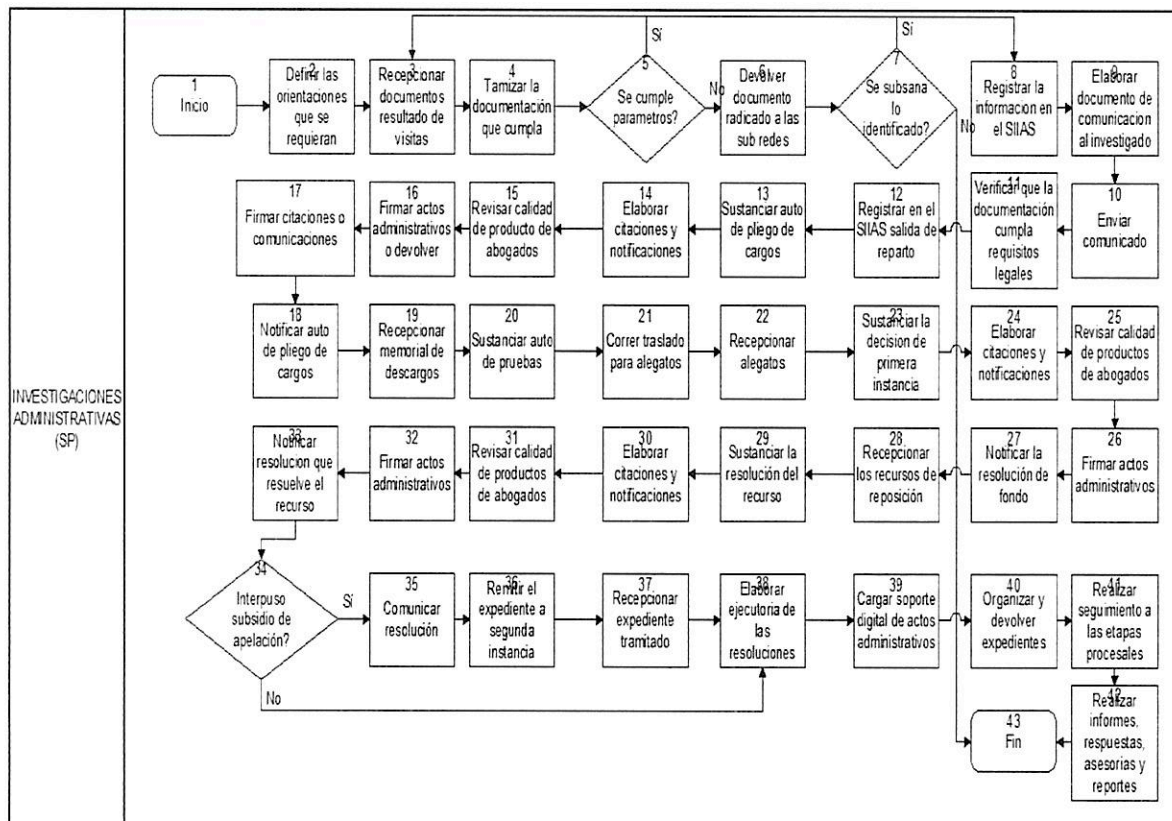 INVESTIGACIONES
ADMINISTRATIVAS
(SP)
1
Inicio
2
Definir las
orientaciones
que se
requieran
3
Recepcionar
documentos
resultado de
visitas
4
Tamizar la
documentación
que cumpla
Sí
5
Se cumple
parametros?
No
6
Devolver
documento
radicado a las
sub redes
Sí
7
Se subsana
lo
identificado?
No
8
Registrar la
informacion en
el SIIAS
9
Elaborar
documento de
comunicacion
al investigado
10
Enviar
comunicado
11
Verificar que la
documentación
cumpla
requisitos
legales
12
Registrar en el
SIIAS salida de
reparto
13
Sustanciar auto
de pliego de
cargos
14
Elaborar
citaciones y
notificaciones
15
Revisar calidad
de producto de
abogados
16
Firmar actos
administrativos
o devolver
17
Firmar citaciones o
comunicaciones
18
Notificar auto
de pliego de
cargos
19
Recepcionar
memorial de
descargos
20
Sustanciar
auto de
pruebas
21
Correr traslado
para alegatos
22
Recepcionar
alegatos
23
Sustanciar la
decision de
primera
instancia
24
Elaborar
citaciones y
notificaciones
25
Revisar calidad
de productos
de abogados
26
Firmar actos
administrativos
27
Notificar la
resolución de
fondo
28
Recepcionar
los recursos de
reposición
29
Sustanciar la
resolución del
recurso
30
Elaborar
citaciones y
notificaciones
31
Revisar calidad
de productos
de abogados
32
Firmar actos
administrativos
33
Notificar
resolucion que
resuelve el
recurso
34
Interpuso
subsidio de
apelación?
Sí
No
35
Comunicar
resolución
36
Remitir el
expediente a
segunda
instancia
37
Recepcionar
expediente
tramitado
38
Elaborar
ejecutoria de
las
resoluciones
39
Cargar soporte
digital de actos
administrativos
40
Organizar y
devolver
expedientes
41
Realizar
seguimiento a
las etapas
procesales
42
Realizar
informes,
respuestas,
asesorias y
reportes
43
Fin